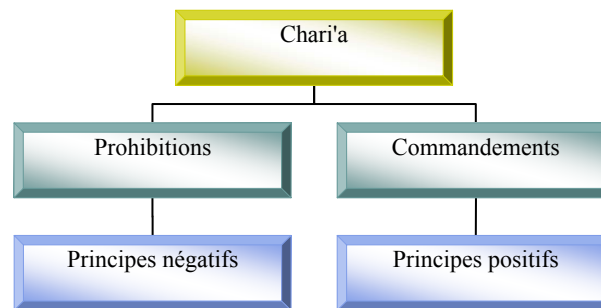 Chari'a
Prohibitions
Commandements
Principes négatifs
Principes positifs